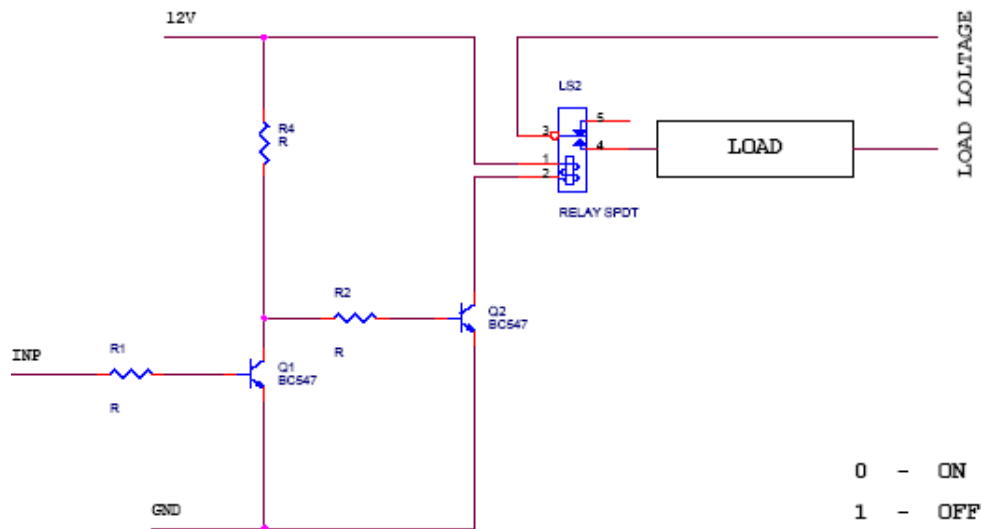 12V
LOAD LOLTAGE
LS2
R4
R
5
3
4
LOAD
1
2
RELAY SPDT
R2
Q2
BC547
R
INP
R1
Q1
BC547
R
GND
0 - ON
1 - OFF